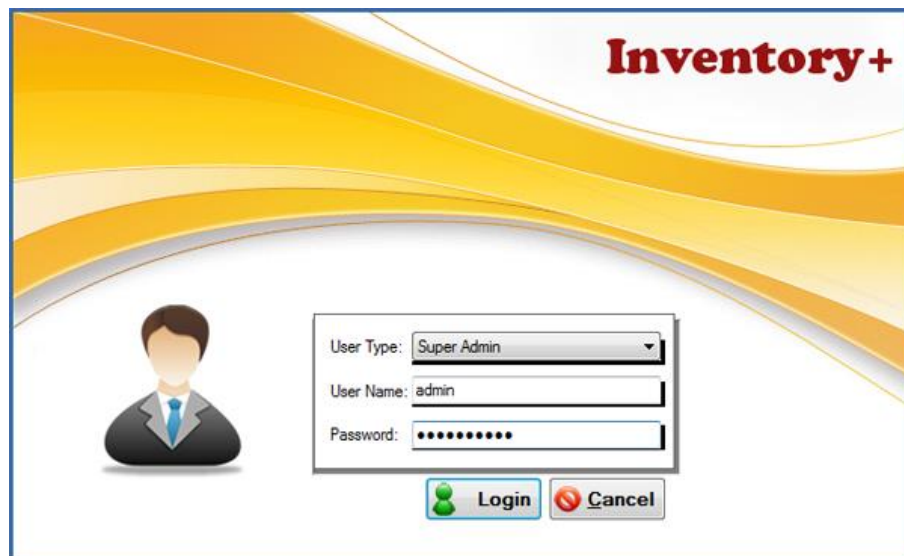 Inventory+
User Type: Super Admin
User Name: admin
Password: ••••••••••
Login Cancel